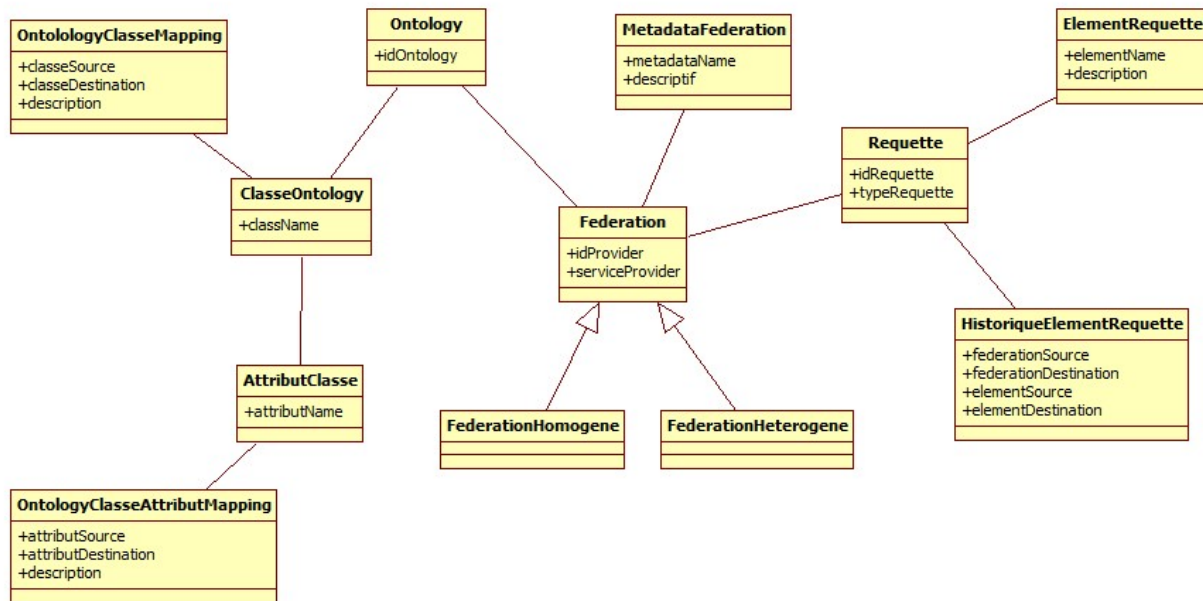 OntolologyClasseMapping
+classeSource
+classeDestination
+description
Ontology
+idOntology
MetadataFederation
+metadataName
+descriptif
ElementRequette
+elementName
+description
Requette
+idRequette
+typeRequette
ClasseOntology
+className
Federation
+idProvider
+serviceProvider
HistoriqueElementRequette
+federationSource
+federationDestination
+elementSource
+elementDestination
AttributClasse
+attributName
FederationHomogene
FederationHeterogene
OntologyClasseAttributMapping
+attributSource
+attributDestination
+description